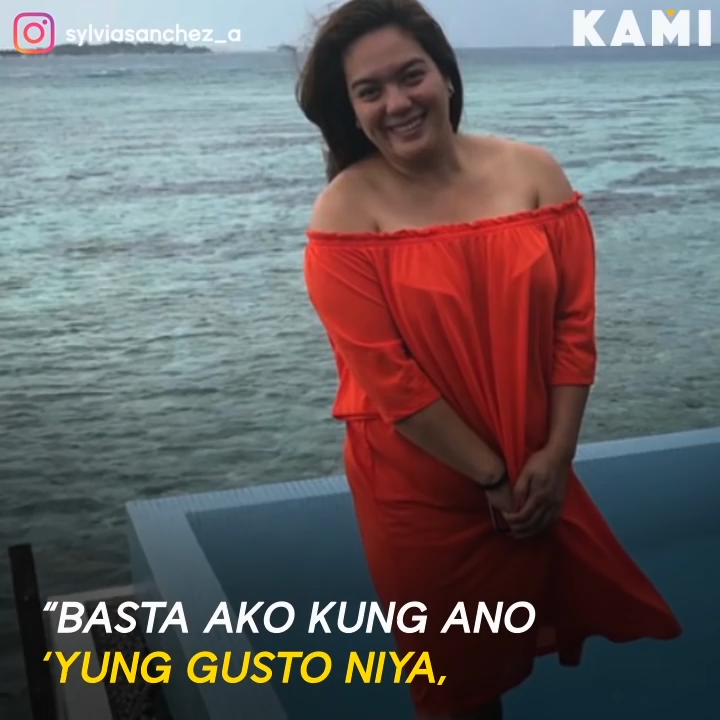 sylviasanchez_a
KAMI
“BASTA AKO KUNG ANO
‘YUNG GUSTO NIYA,